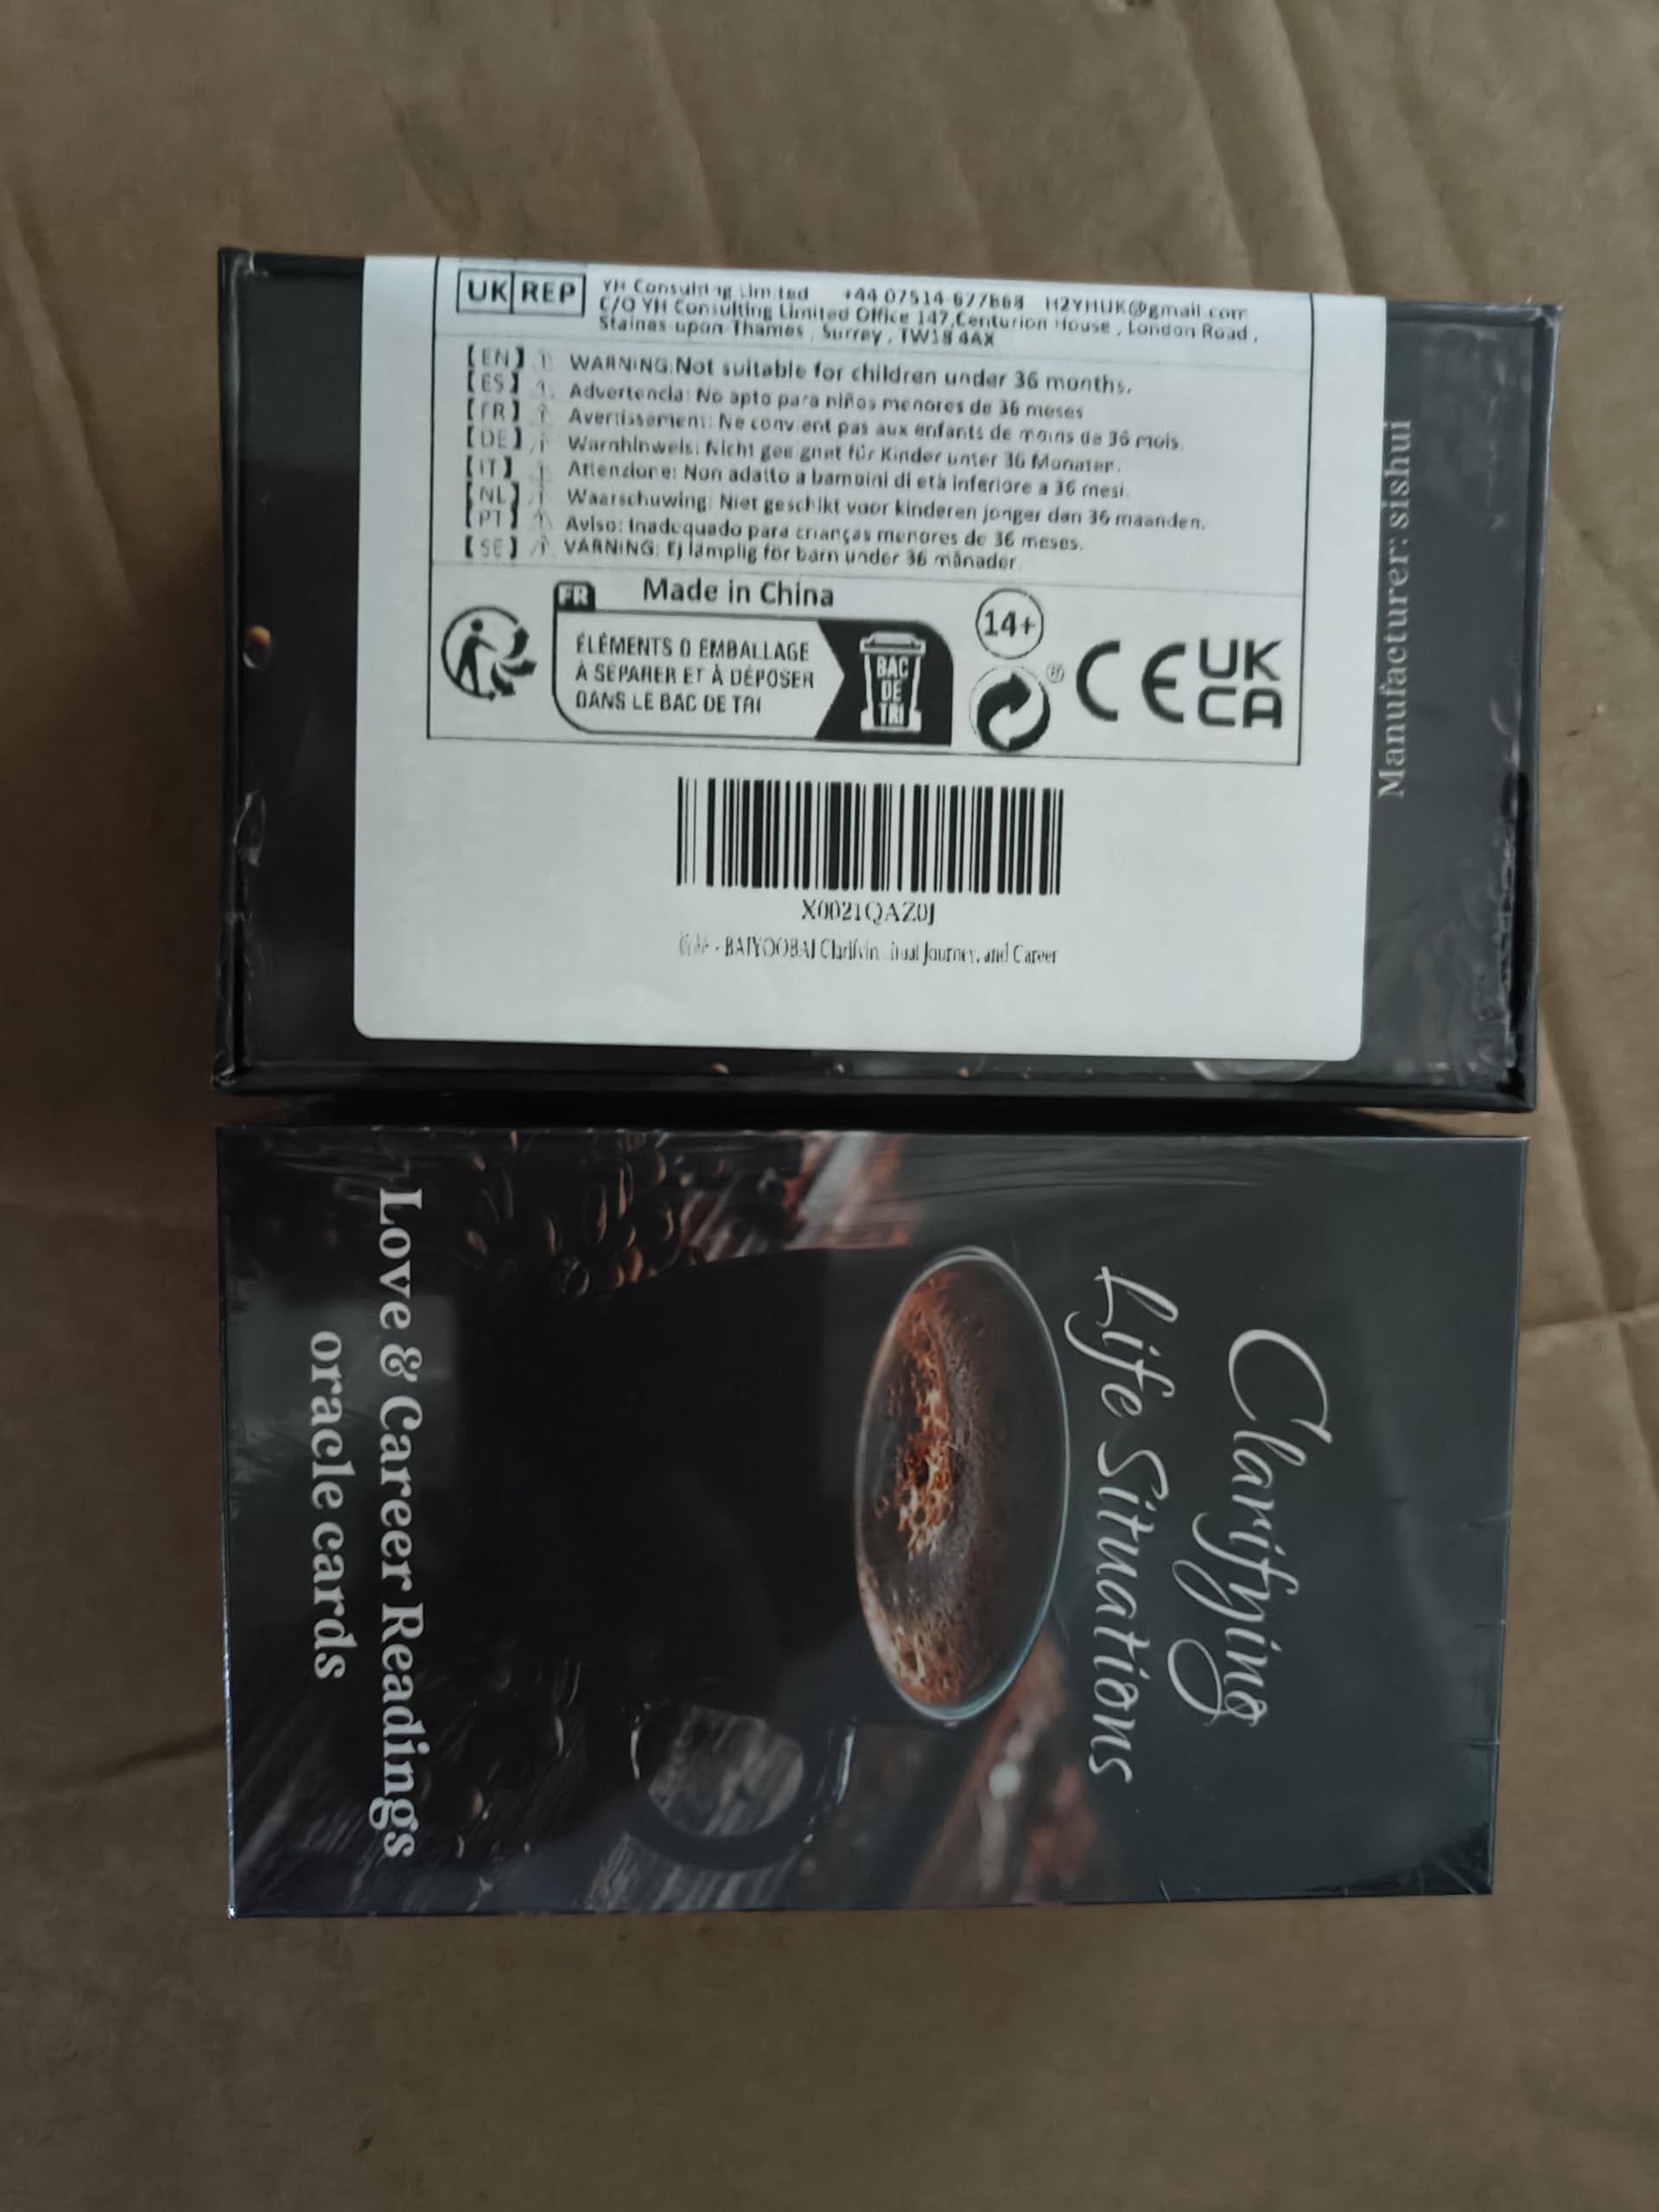 UK REP
YH Consulting Limited +44 07514 677868 H2YHUK@gmail.com
C/O YH Consulting Limited Office 147,Centurion House , London Road ,
Staines-upon-Thames , Surrey , TW18 4AX
【EN】 WARNING:Not suitable for children under 36 months.
【ES】 Advertencia: No apto para niños menores de 36 meses
【FR】 Avertissement: Ne convient pas aux enfants de moins de 36 mois.
【DE】 Warnhinweis: Nicht geeignet für Kinder unter 36 Monaten.
【IT】 Attenzione: Non adatto a bambini di età inferiore a 36 mesi.
【NL】 Waarschuwing: Niet geschikt voor kinderen jonger dan 36 maanden.
【PT】 Aviso: Inadequado para crianças menores de 36 meses.
【SE】 VARNING: Ej lämplig för barn under 36 månader.
FR Made in China
ÉLÉMENTS D EMBALLAGE
À SÉPARER ET À DÉPOSER
DANS LE BAC DE TRI
BAC
DE
TRI
14+
®
CE
UK
CA
X0021QAZ0J
- BAIYOOBAI Clarifyin...itual Journey, and Career
Manufacturer: sishui
Clarifying
Life Situations
Love & Career Readings
oracle cards